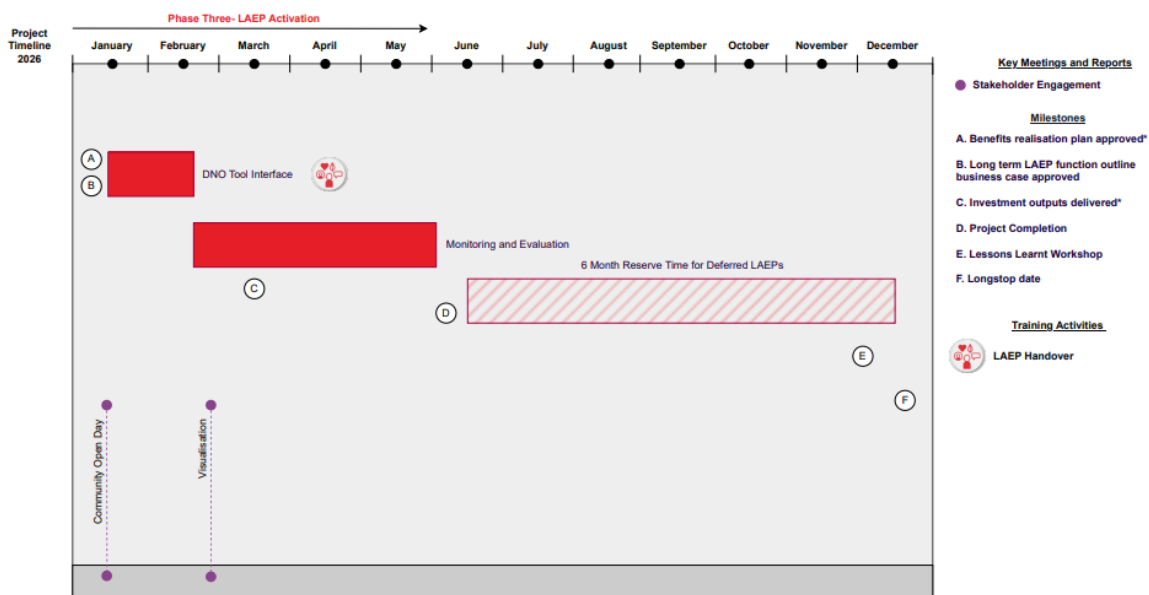 Phase Three- LAEP Activation
Project
Timeline
2026
January
February
March
April
May
June
July
August
September
October
November
December
A
B
DNO Tool Interface
Monitoring and Evaluation
C
6 Month Reserve Time for Deferred LAEPs
D
E
F
Community Open Day
Visualisation
Key Meetings and Reports
Stakeholder Engagement
Milestones
A. Benefits realisation plan approved*
B. Long term LAEP function outline
business case approved
C. Investment outputs delivered*
D. Project Completion
E. Lessons Learnt Workshop
F. Longstop date
Training Activities
LAEP Handover